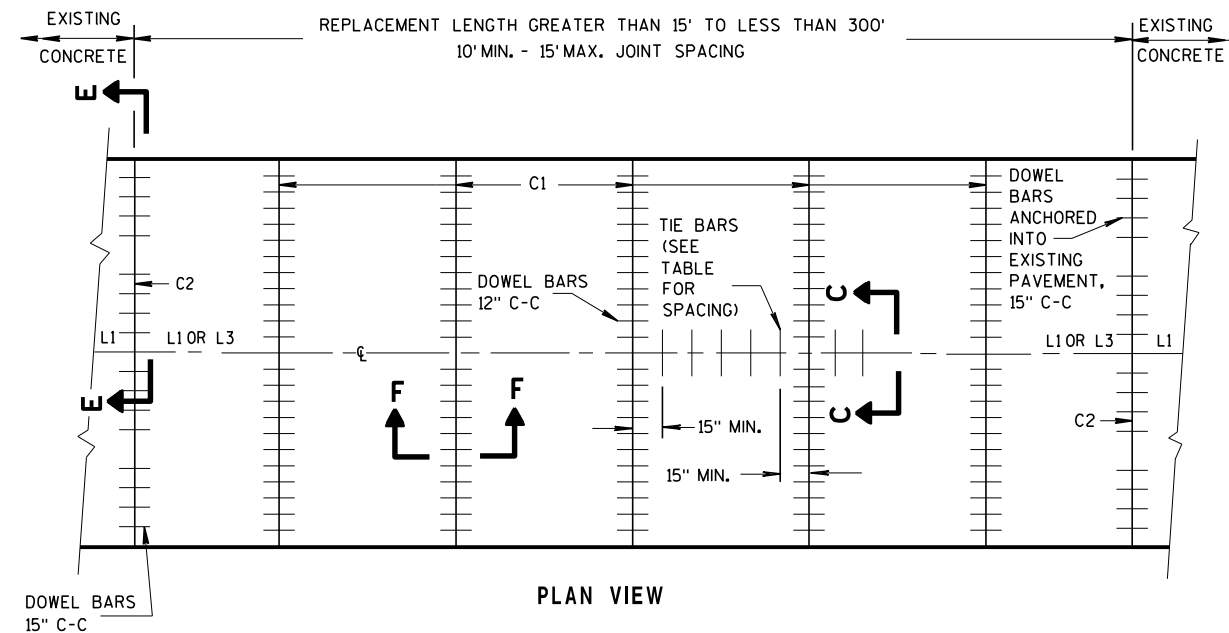 EXISTING
CONCRETE
REPLACEMENT LENGTH GREATER THAN 15' TO LESS THAN 300'
10' MIN. - 15' MAX. JOINT SPACING
EXISTING
CONCRETE
E
C1
DOWEL
BARS
ANCHORED
INTO
EXISTING
PAVEMENT,
15" C-C
TIE BARS
(SEE
TABLE
FOR
SPACING)
DOWEL BARS
12" C-C
C2
C
L1
L1 OR L3
℄
L1 OR L3
L1
E
F
F
C
15" MIN.
C2
15" MIN.
PLAN VIEW
DOWEL BARS
15" C-C